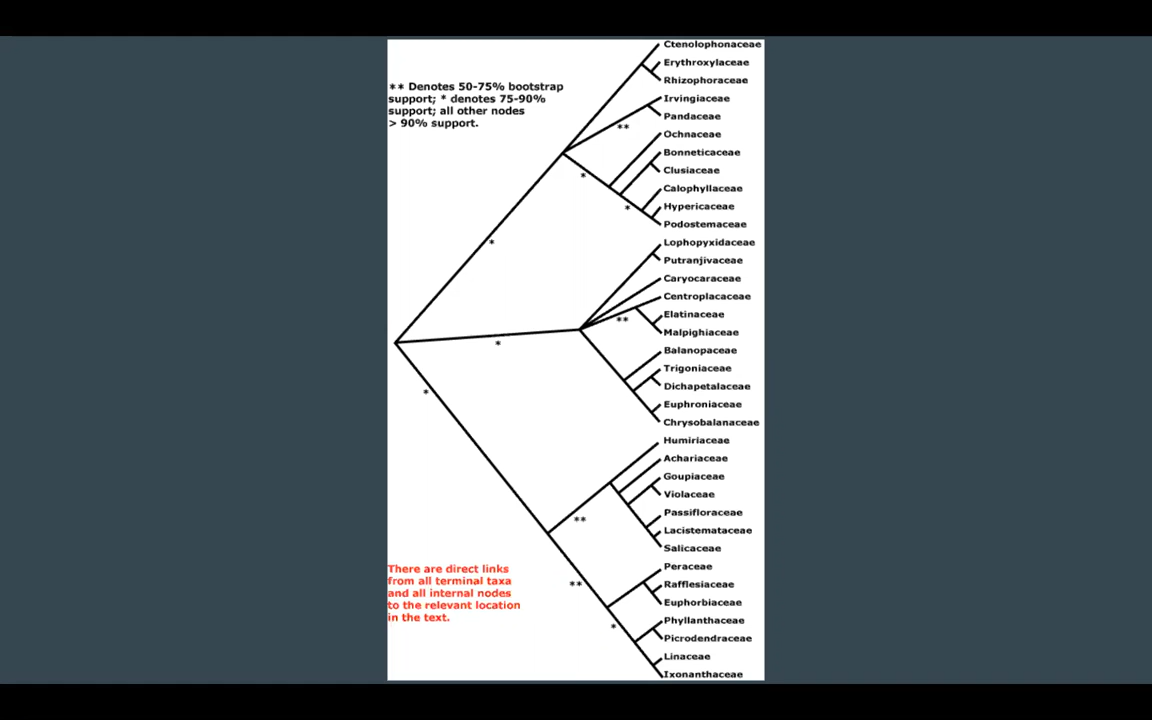 Ctenolophonaceae
Erythroxylaceae
Rhizophoraceae
** Denotes 50-75% bootstrap
support; * denotes 75-90%
support; all other nodes
> 90% support.
Irvingiaceae
Pandaceae
**
Ochnaceae
Bonneticaceae
Clusiaceae
*
Calophyllaceae
Hypericaceae
*
Podostemaceae
*
Lophopyxidaceae
Putranjivaceae
Caryocaraceae
Centroplacaceae
Elatinaceae
**
Malpighiaceae
*
Balanopaceae
Trigoniaceae
Dichapetalaceae
*
Euphroniaceae
Chrysobalanaceae
Humiriaceae
Achariaceae
Goupiaceae
Violaceae
Passifloraceae
**
Lacistemataceae
Salicaceae
Peraceae
There are direct links
from all terminal taxa
and all internal nodes
to the relevant location
in the text.
**
Rafflesiaceae
Euphorbiaceae
Phyllanthaceae
*
Picrodendraceae
Linaceae
Ixonanthaceae